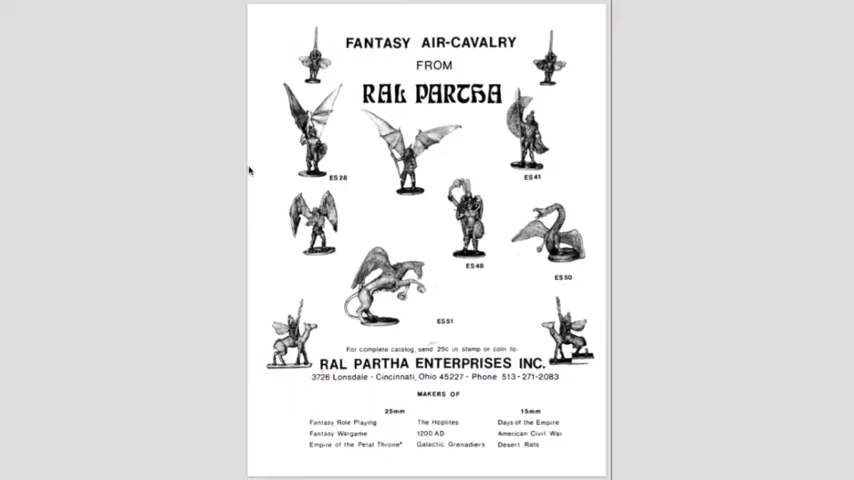 FANTASY AIR-CAVALRY
FROM
RAL PARTHA
ES 28
ES 41
ES 48
ES 50
ES 51
For complete catalog, send 25c in stamp or coin to:
RAL PARTHA ENTERPRISES INC.
3726 Lonsdale - Cincinnati, Ohio 45227 - Phone 513-271-2083
MAKERS OF
25mm 15mm
Fantasy Role Playing The Hoplites Days of the Empire
Fantasy Wargame 1200 AD American Civil War
Empire of the Petal Throne* Galactic Grenadiers Desert Rats